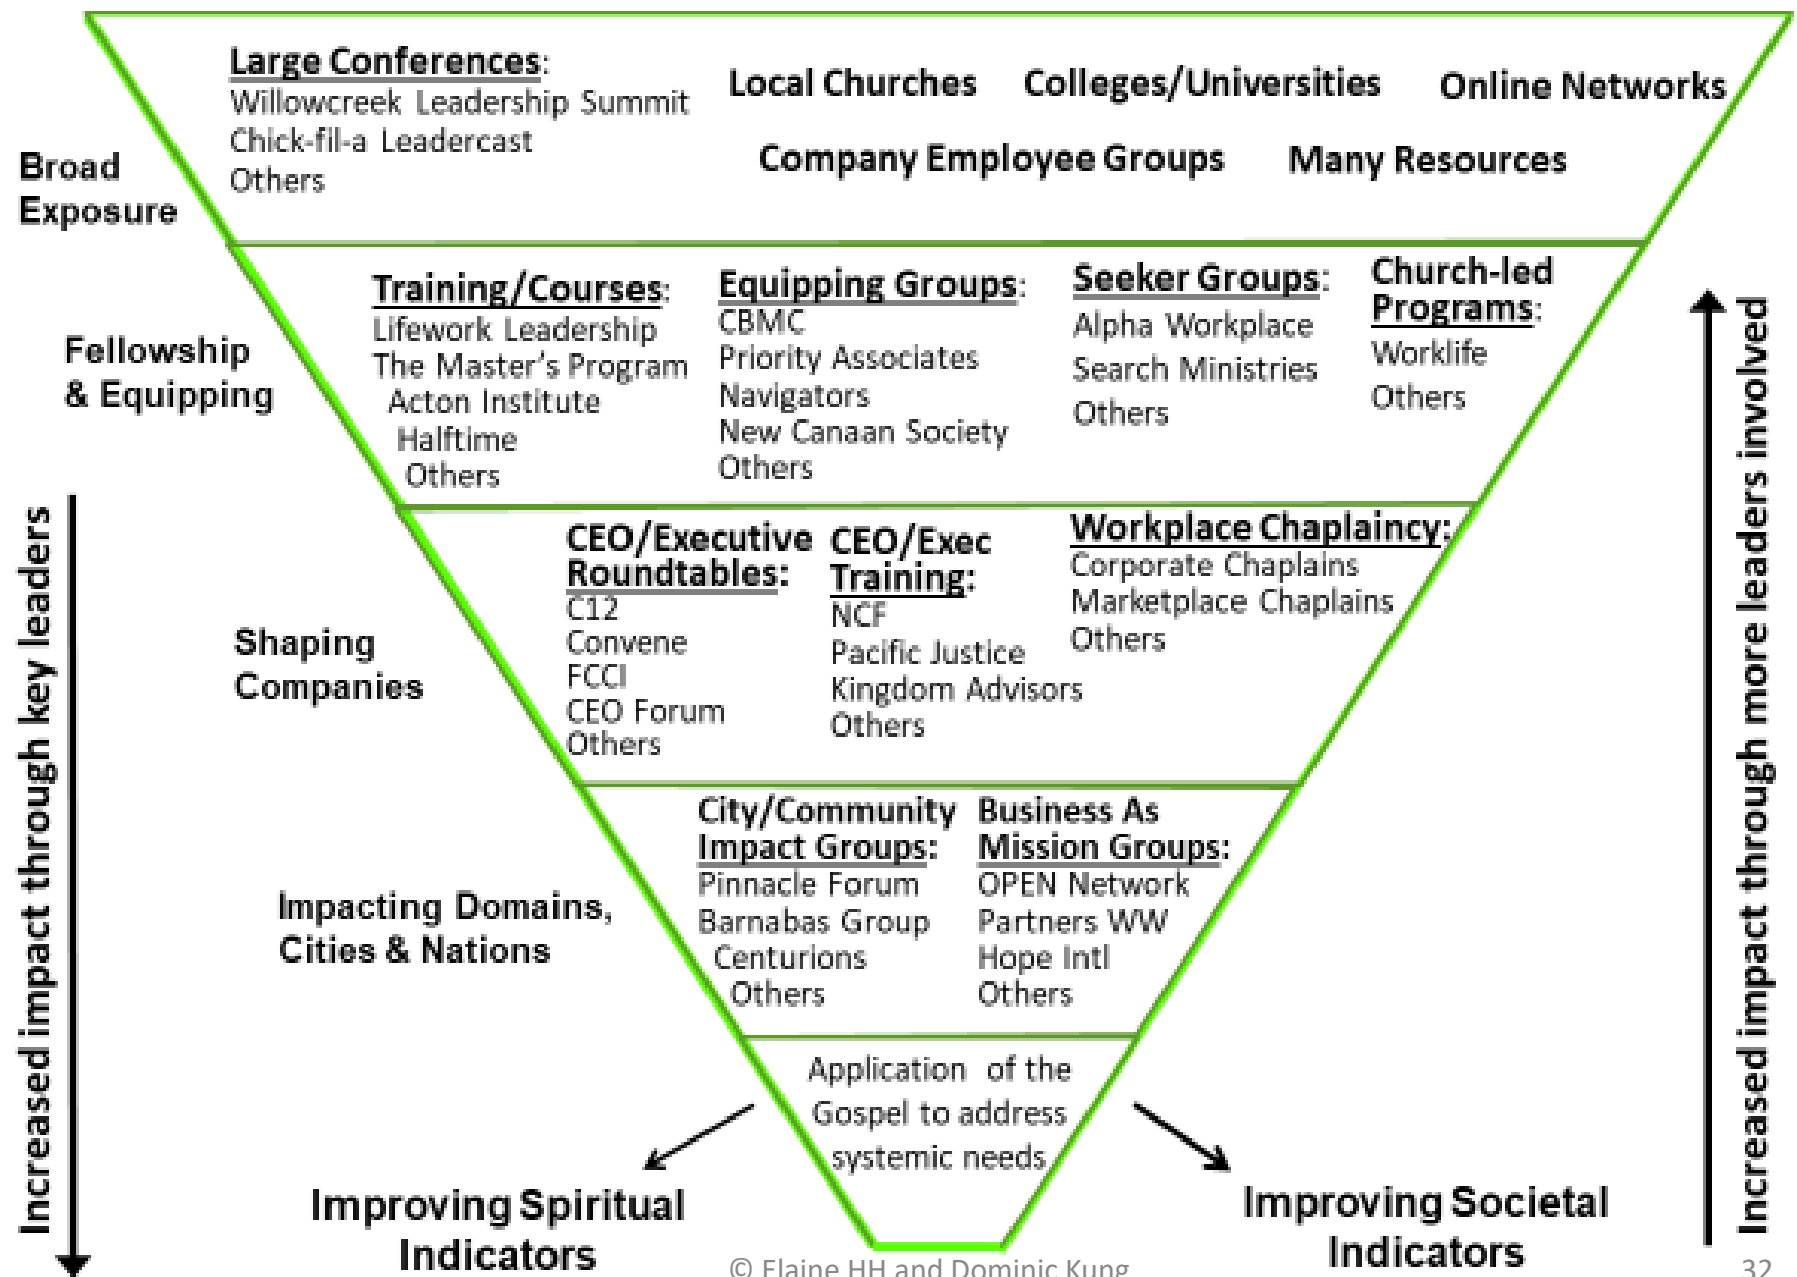 Large Conferences:
Willowcreek Leadership Summit
Chick-fil-a Leadercast
Others
Local Churches
Colleges/Universities
Online Networks
Company Employee Groups
Many Resources
Broad
Exposure
Training/Courses:
Lifework Leadership
The Master's Program
Acton Institute
Halftime
Others
Equipping Groups:
CBMC
Priority Associates
Navigators
New Canaan Society
Others
Seeker Groups:
Alpha Workplace
Search Ministries
Others
Church-led
Programs:
Worklife
Others
Fellowship
& Equipping
CEO/Executive
Roundtables:
C12
Convene
FCCI
CEO Forum
Others
CEO/Exec
Training:
NCF
Pacific Justice
Kingdom Advisors
Others
Workplace Chaplaincy:
Corporate Chaplains
Marketplace Chaplains
Others
Shaping
Companies
City/Community
Impact Groups:
Pinnacle Forum
Barnabas Group
Centurions
Others
Business As
Mission Groups:
OPEN Network
Partners WW
Hope Intl
Others
Impacting Domains,
Cities & Nations
Application of the
Gospel to address
systemic needs
Improving Spiritual
Indicators
Improving Societal
Indicators
Increased impact through key leaders
Increased impact through more leaders involved
© Elaine HH and Dominic Kung
32